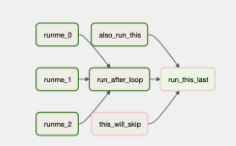 runme_0
also_run_this
runme_1
run_after_loop
run_this_last
runme_2
this_will_skip